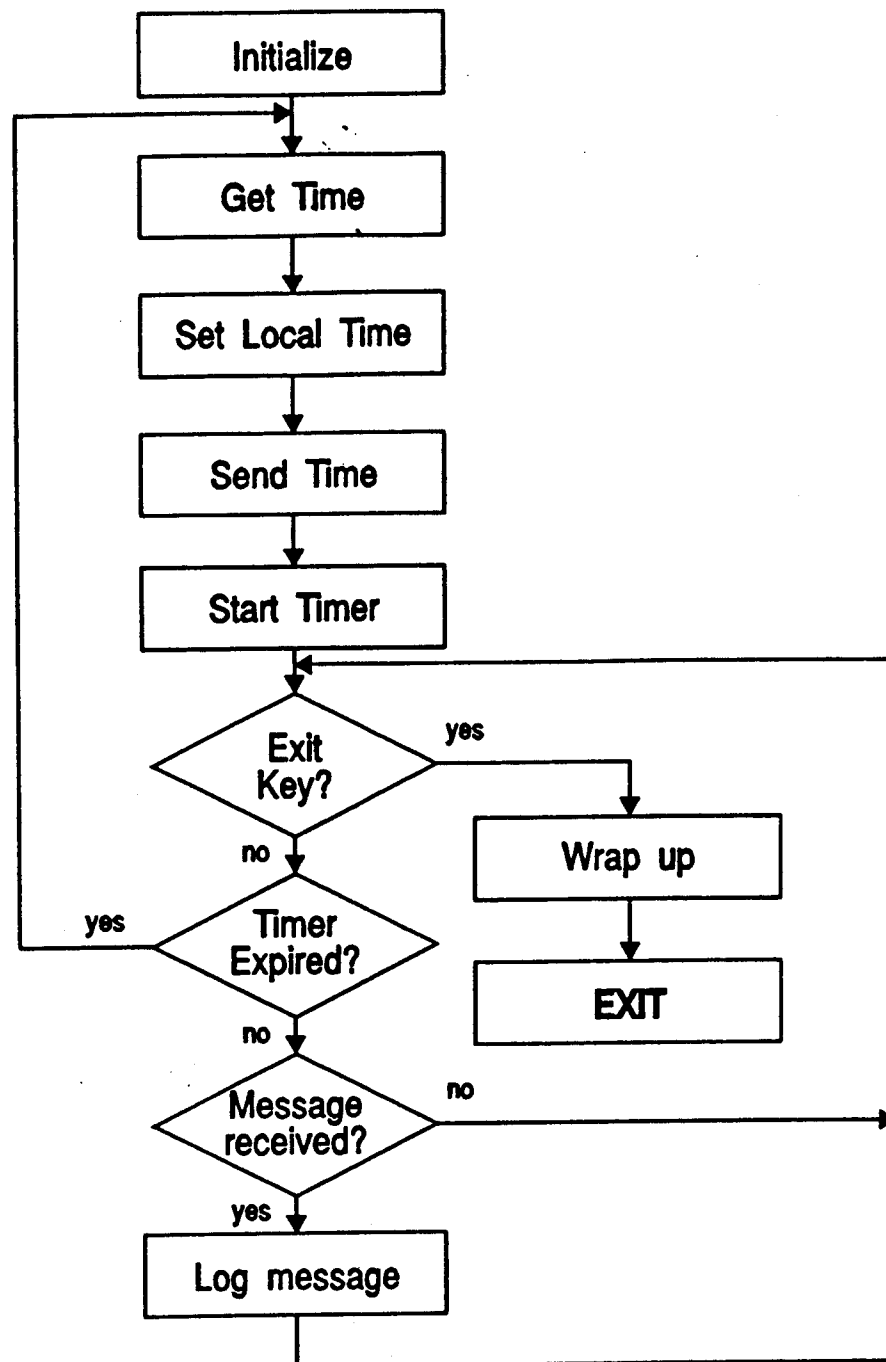 Initialize
Get Time
Set Local Time
Send Time
Start Timer
Exit
Key?
yes
no
Wrap up
EXIT
Timer
Expired?
yes
no
Message
received?
no
yes
Log message